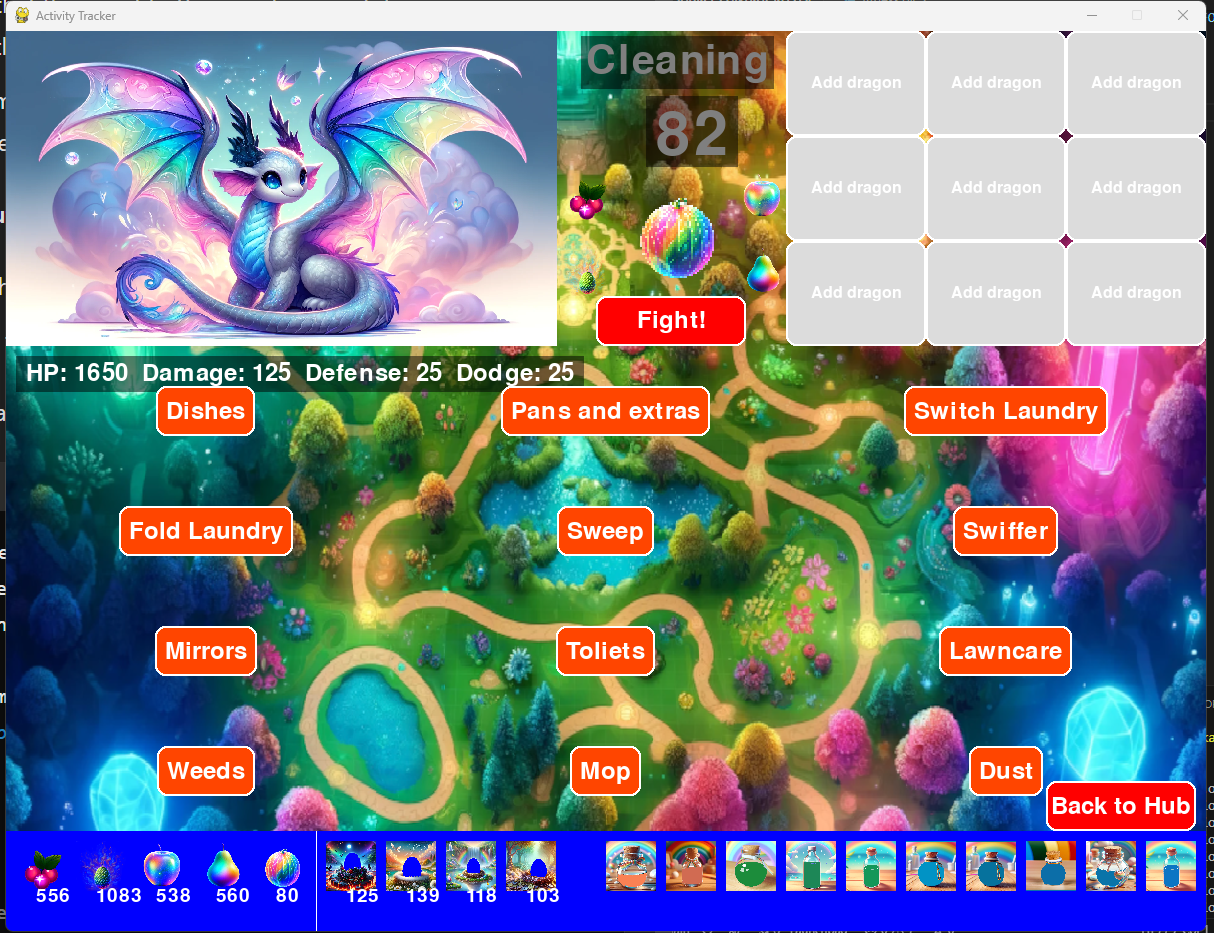 Activity Tracker
Cleaning
82
Add dragon Add dragon Add dragon
Add dragon Add dragon Add dragon
Add dragon Add dragon Add dragon
Fight!
HP: 1650 Damage: 125 Defense: 25 Dodge: 25
Dishes Pans and extras Switch Laundry
Fold Laundry Sweep Swiffer
Mirrors Toliets Lawncare
Weeds Mop Dust
Back to Hub
556 1083 538 560 80 125 139 118 103